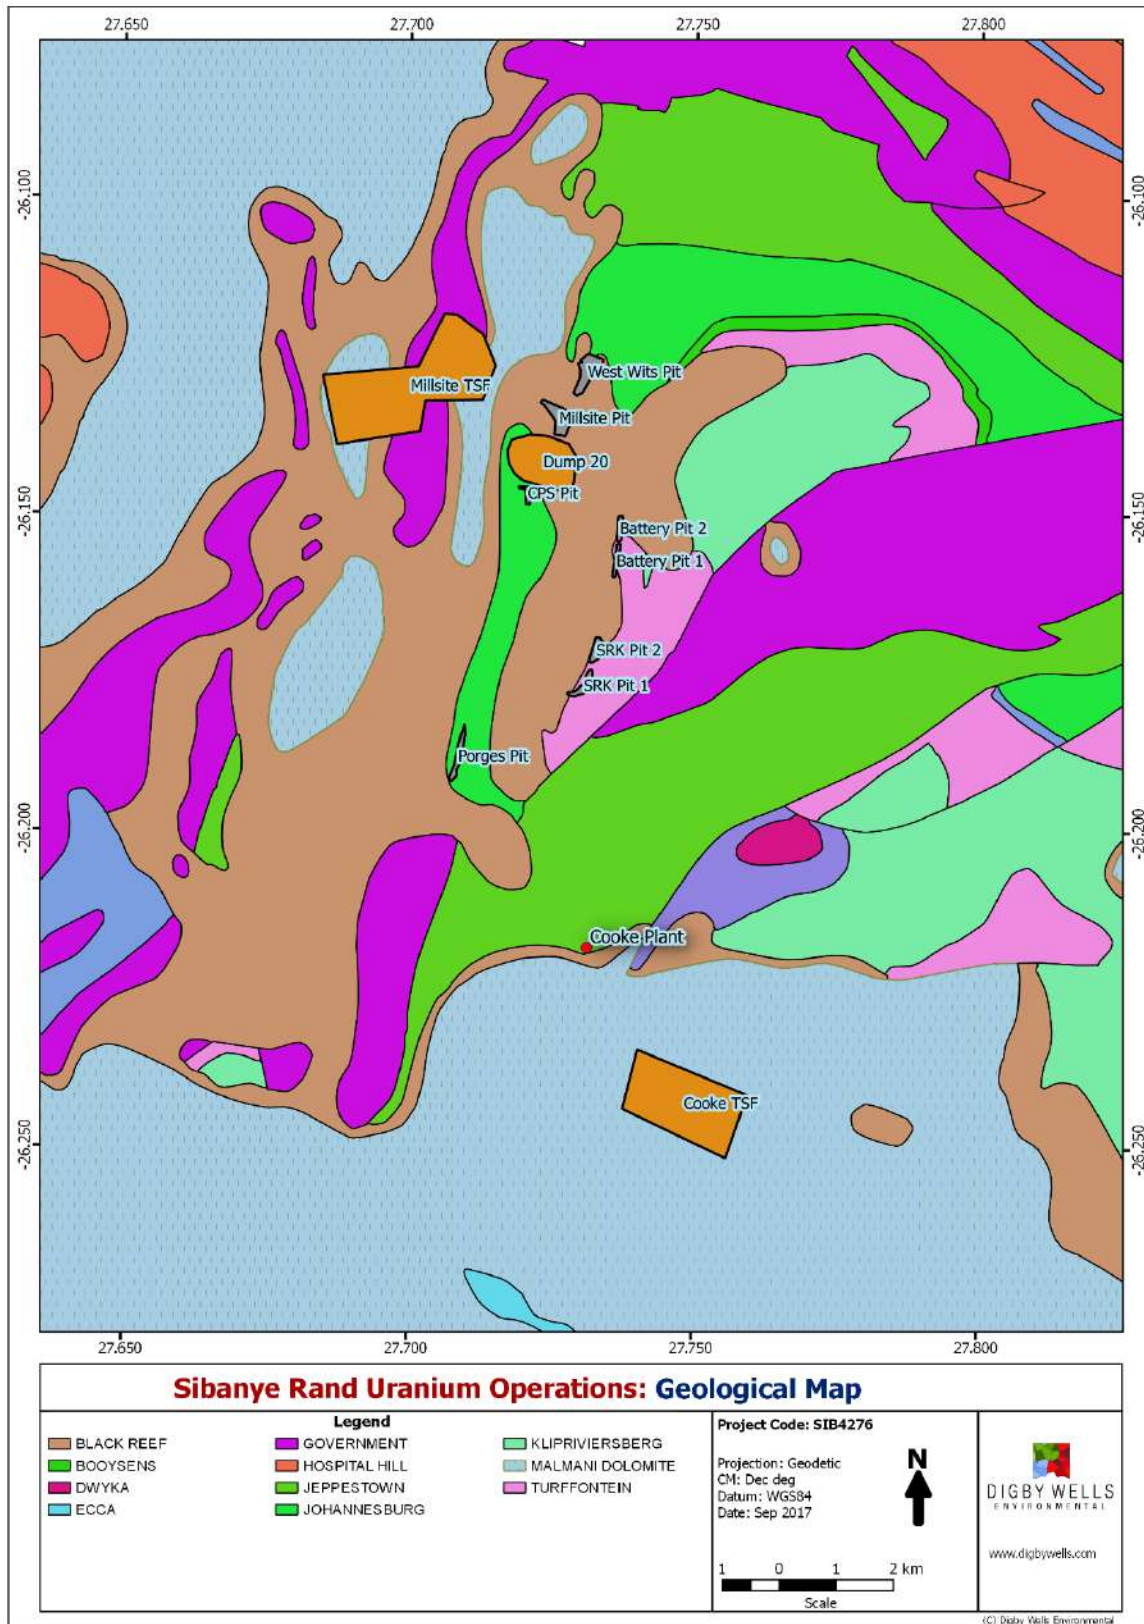 27.650 27.700 27.750 27.800
-26.100 -26.100
West Wits Pit
Millsite TSF
Millsite Pit
Dump 20
CPS Pit
-26.150 -26.150
Battery Pit 2
Battery Pit 1
SRK Pit 2
SRK Pit 1
Porges Pit
-26.200 -26.200
Cooke Plant
Cooke TSF
-26.250 -26.250
27.650 27.700 27.750 27.800
Sibanye Rand Uranium Operations: Geological Map
Legend
BLACK REEF
BOOYSENS
DWYKA
ECCA
GOVERNMENT
HOSPITAL HILL
JEPPESTOWN
JOHANNESBURG
KLIPRIVIERSBERG
MALMANI DOLOMITE
TURFFONTEIN
Project Code: SIB4276
Projection: Geodetic
CM: Dec deg
Datum: WGS84
Date: Sep 2017
N
1 0 1 2 km
Scale
DIGBY WELLS
ENVIRONMENTAL
www.digbywells.com
(C) Digby Wells Environmental